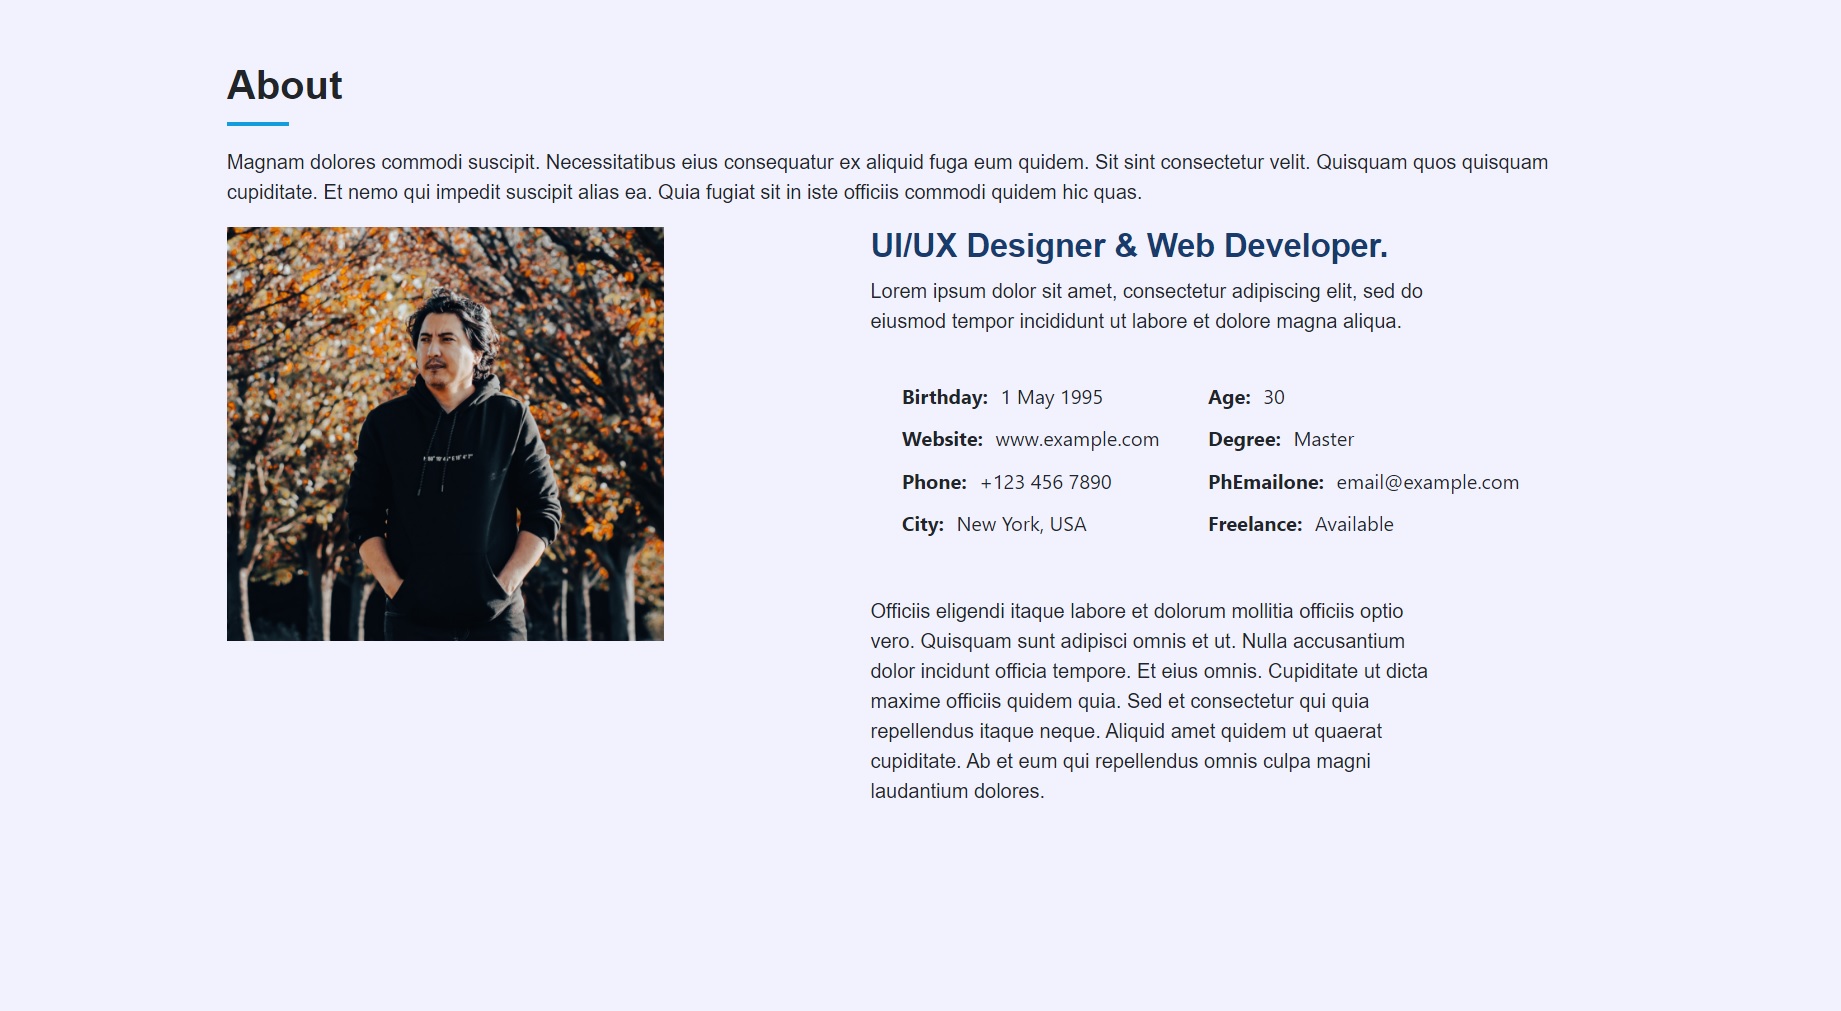 About
Magnam dolores commodi suscipit. Necessitatibus eius consequatur ex aliquid fuga eum quidem. Sit sint consectetur velit. Quisquam quos quisquam
cupiditate. Et nemo qui impedit suscipit alias ea. Quia fugiat sit in iste officiis commodi quidem hic quas.
UI/UX Designer & Web Developer.
Lorem ipsum dolor sit amet, consectetur adipiscing elit, sed do
eiusmod tempor incididunt ut labore et dolore magna aliqua.
Birthday: 1 May 1995
Age: 30
Website: www.example.com
Degree: Master
Phone: +123 456 7890
PhEmailone: email@example.com
City: New York, USA
Freelance: Available
Officiis eligendi itaque labore et dolorum mollitia officiis optio
vero. Quisquam sunt adipisci omnis et ut. Nulla accusantium
dolor incidunt officia tempore. Et eius omnis. Cupiditate ut dicta
maxime officiis quidem quia. Sed et consectetur qui quia
repellendus itaque neque. Aliquid amet quidem ut quaerat
cupiditate. Ab et eum qui repellendus omnis culpa magni
laudantium dolores.